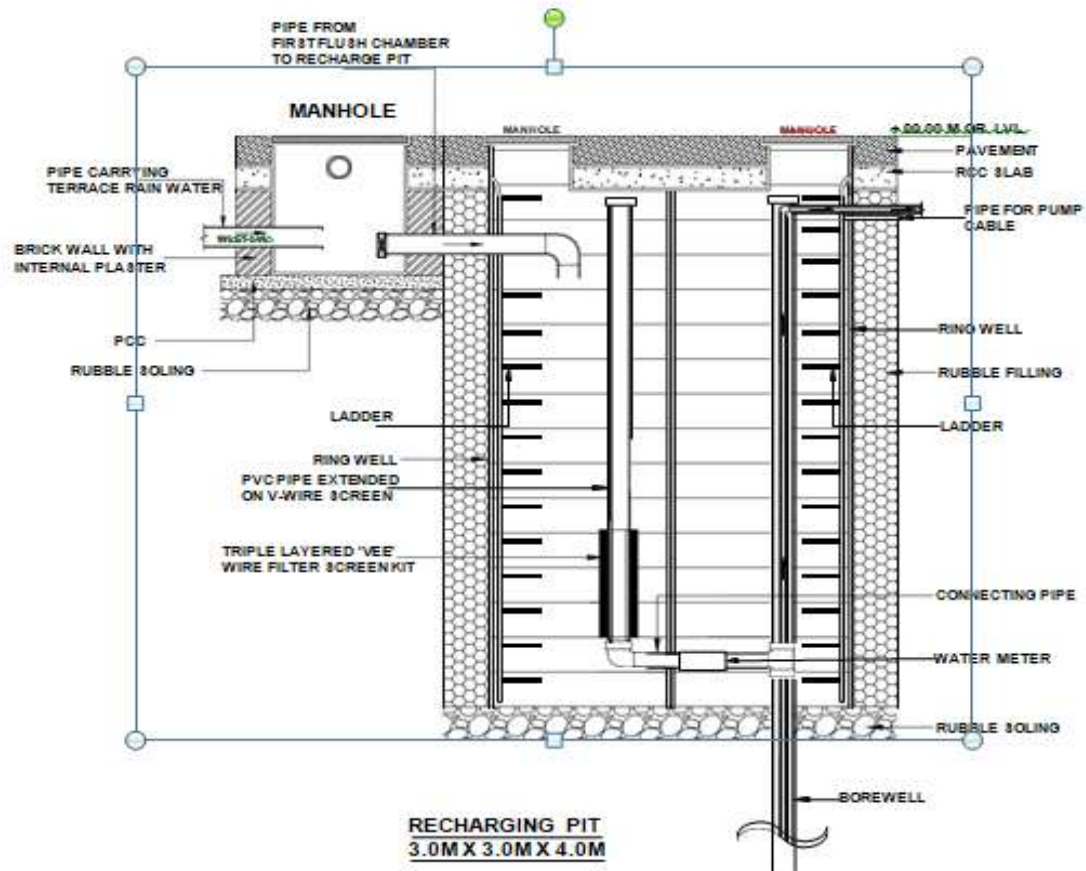 PIPE FROM
FIRST FLUSH CHAMBER
TO RECHARGE PIT
MANHOLE
MANHOLE
MANHOLE
PAVEMENT
RCC SLAB
PIPE CARRYING
TERRACE RAIN WATER
PIPE FOR PUMP
CABLE
BRICK WALL WITH
INTERNAL PLASTER
PCC
RUBBLE SOLING
RING WELL
RUBBLE FILLING
LADDER
LADDER
RING WELL
PVC PIPE EXTENDED
ON V-WIRE SCREEN
TRIPLE LAYERED 'VEE'
WIRE FILTER SCREEN KIT
CONNECTING PIPE
WATER METER
RUBBLE SOLING
BOREWELL
RECHARGING PIT
3.0M X 3.0M X 4.0M